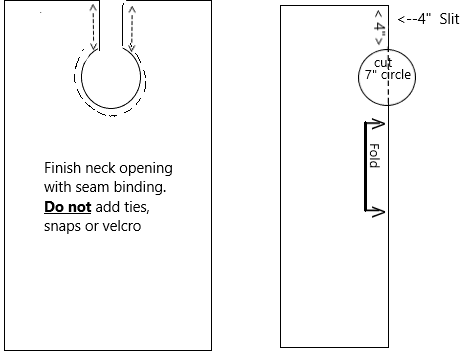 Finish neck opening
with seam binding.
Do not add ties,
snaps or velcro
<--4" Slit
4"
cut
7" circle
Fold